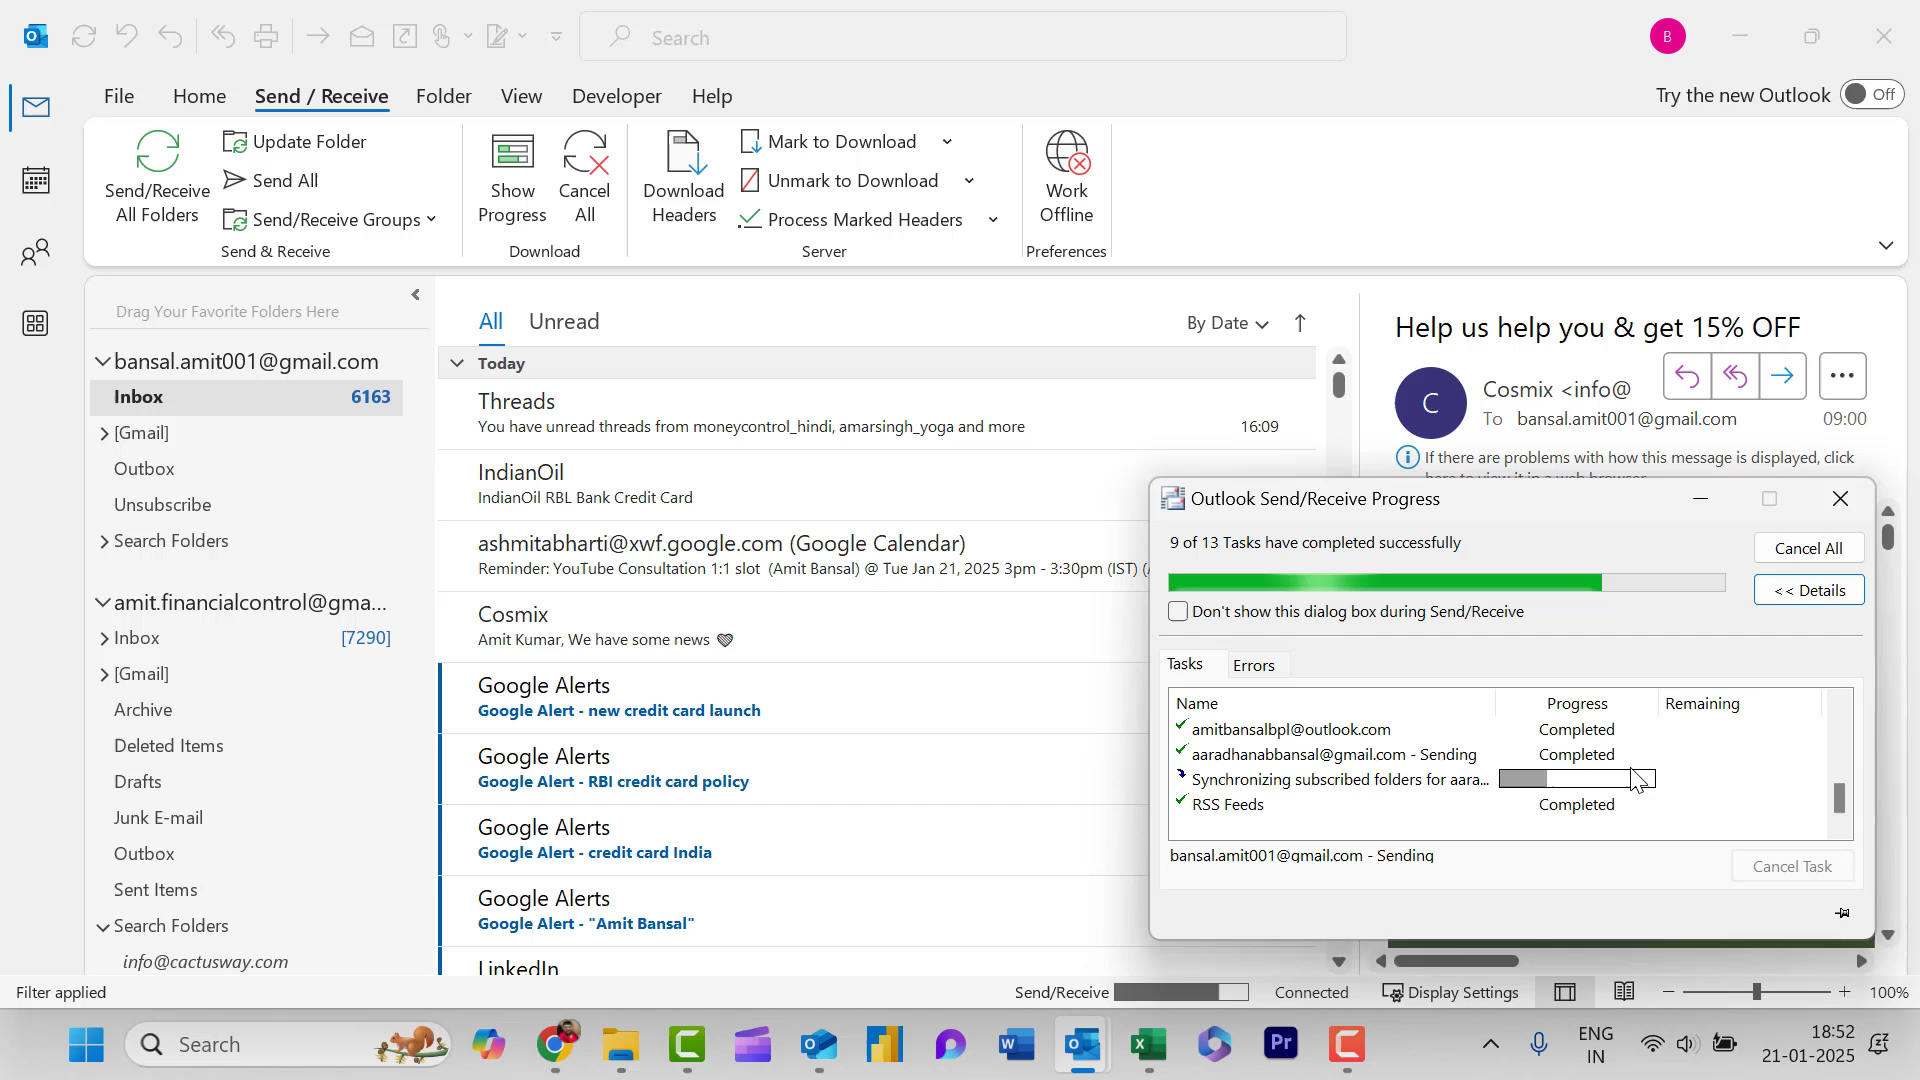 Search
B
File
Home
Send / Receive
Folder
View
Developer
Help
Try the new Outlook
Off
Send/Receive
All Folders
Update Folder
Send All
Send/Receive Groups
Send & Receive
Show
Progress
Cancel
All
Download
Download
Headers
Mark to Download
Unmark to Download
Process Marked Headers
Server
Work
Offline
Preferences
Drag Your Favorite Folders Here
bansal.amit001@gmail.com
Inbox 6163
[Gmail]
Outbox
Unsubscribe
Search Folders
amit.financialcontrol@gma...
Inbox [7290]
[Gmail]
Archive
Deleted Items
Drafts
Junk E-mail
Outbox
Sent Items
Search Folders
info@cactusway.com
All
Unread
By Date
Today
Threads
You have unread threads from moneycontrol_hindi, amarsingh_yoga and more
16:09
IndianOil
IndianOil RBL Bank Credit Card
ashmitabharti@xwf.google.com (Google Calendar)
Reminder: YouTube Consultation 1:1 slot (Amit Bansal) @ Tue Jan 21, 2025 3pm - 3:30pm (IST) (
Cosmix
Amit Kumar, We have some news
Google Alerts
Google Alert - new credit card launch
Google Alerts
Google Alert - RBI credit card policy
Google Alerts
Google Alert - credit card India
Google Alerts
Google Alert - "Amit Bansal"
LinkedIn
Help us help you & get 15% OFF
C
Cosmix <info@
To bansal.amit001@gmail.com
09:00
If there are problems with how this message is displayed, click
here to view it in a web browser.
Outlook Send/Receive Progress
9 of 13 Tasks have completed successfully
Cancel All
<< Details
Don't show this dialog box during Send/Receive
Tasks
Errors
Name Progress Remaining
amitbansalbpl@outlook.com Completed
aaradhanabbansal@gmail.com - Sending Completed
Synchronizing subscribed folders for aara...
RSS Feeds Completed
bansal.amit001@gmail.com - Sending
Cancel Task
Filter applied
Send/Receive
Connected
Display Settings
100%
Search
W
X
Pr
ENG
IN
18:52
21-01-2025